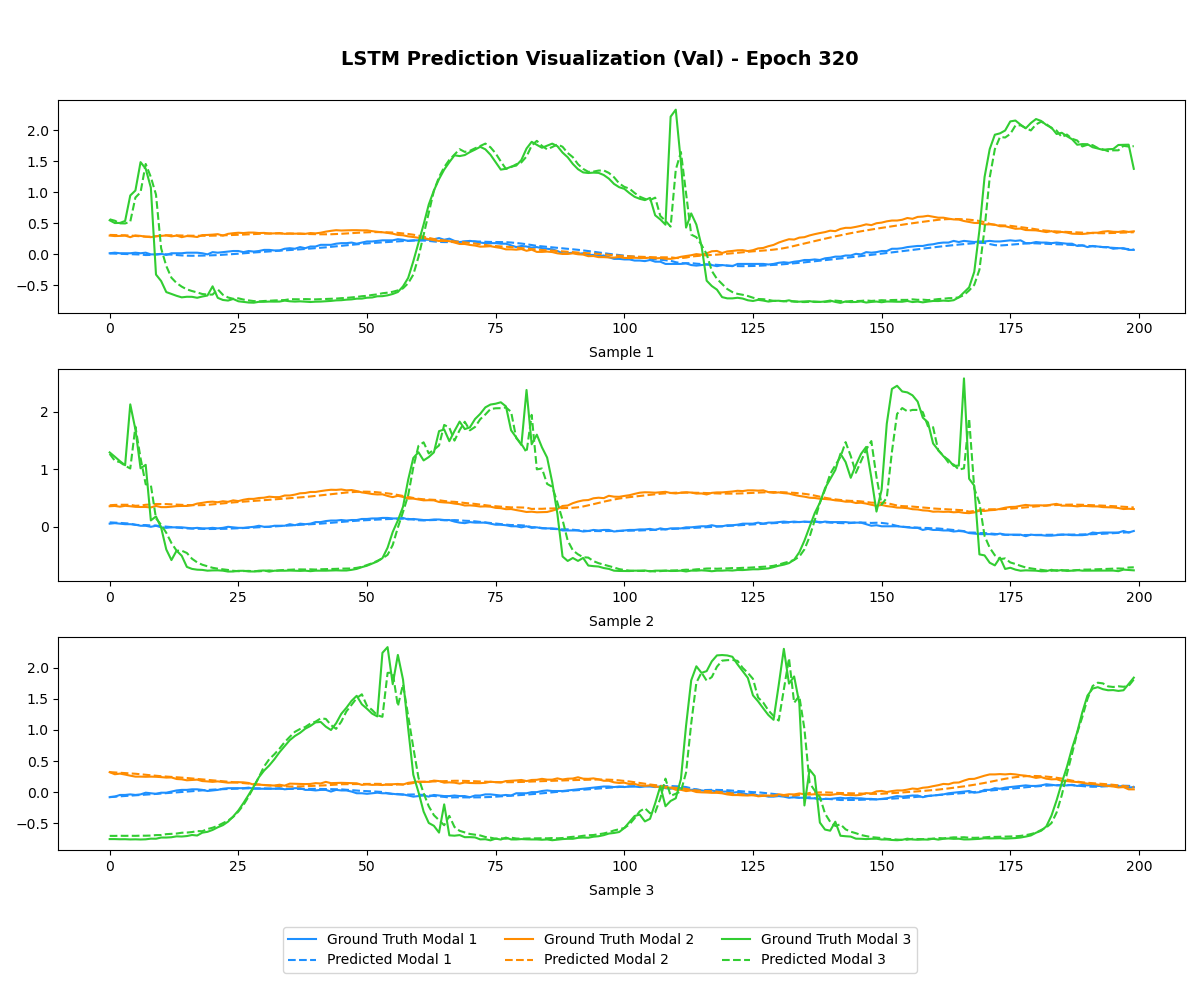 LSTM Prediction Visualization (Val) - Epoch 320
2.0
1.5
1.0
0.5
0.0
−0.5
0 25 50 75 100 125 150 175 200
Sample 1
2
1
0
0 25 50 75 100 125 150 175 200
Sample 2
2.0
1.5
1.0
0.5
0.0
−0.5
0 25 50 75 100 125 150 175 200
Sample 3
Ground Truth Modal 1 Ground Truth Modal 2 Ground Truth Modal 3
Predicted Modal 1 Predicted Modal 2 Predicted Modal 3